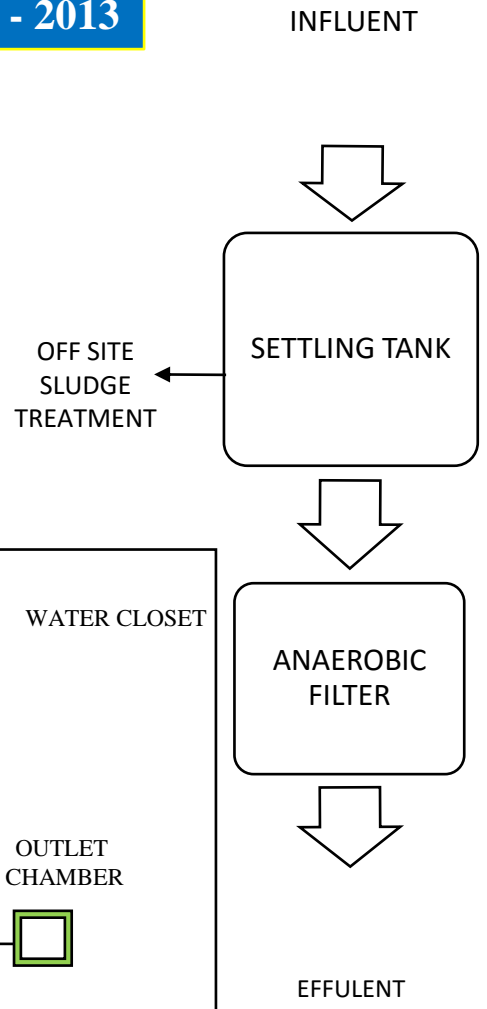 - 2013
INFLUENT
SETTLING TANK
OFF SITE
SLUDGE
TREATMENT
WATER CLOSET
ANAEROBIC
FILTER
OUTLET
CHAMBER
EFFULENT